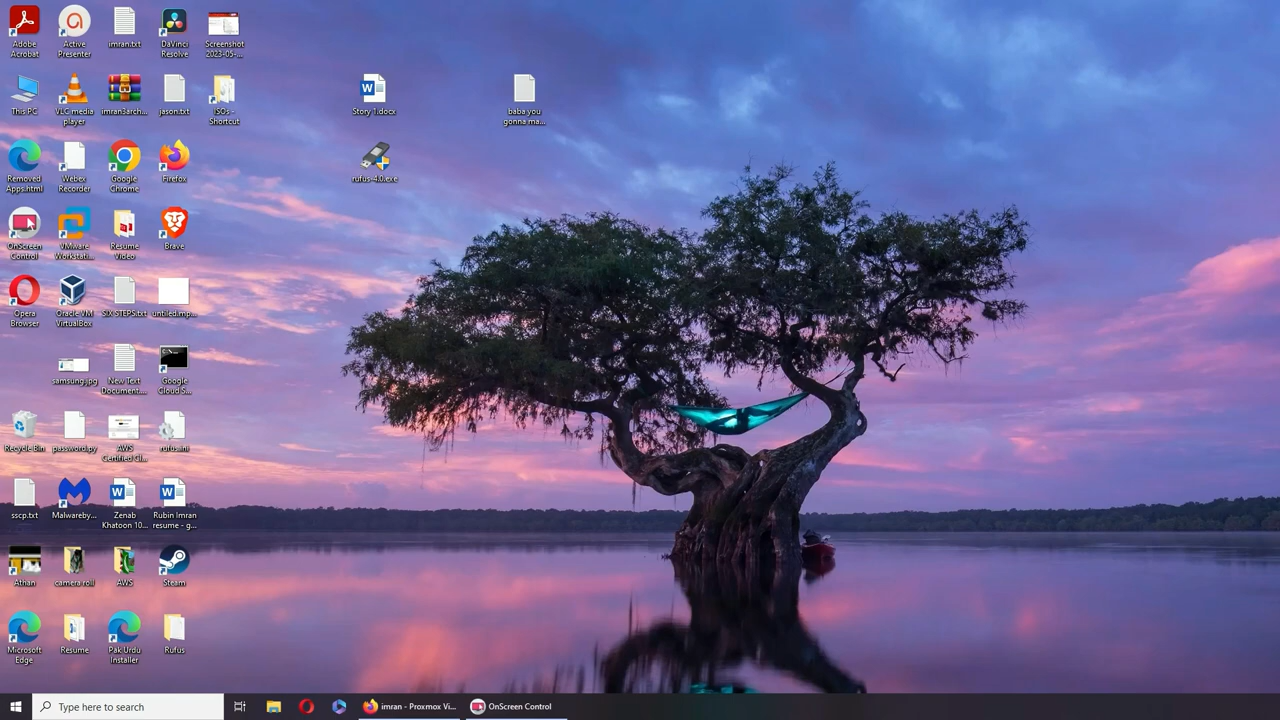 Adobe
Acrobat
Active
Presenter
imran.txt
DaVinci
Resolve
Screenshot
2023-05-...
This PC
VLC media
player
imran3arch...
jason.txt
ISOs -
Shortcut
Story 1.docx
baba you
gonna ma...
Removed
Apps.html
Webex
Recorder
Google
Chrome
Firefox
rufus-4.0.exe
OnScreen
Control
VMware
Workstati...
Resume
Video
Brave
Opera
Browser
Oracle VM
VirtualBox
SIX STEPS.txt
untiled.mp...
samsung.jpg
New Text
Document....
Google
Cloud S...
Recycle Bin
password.py
AWS
Certified Cl...
rufus.ini
sscp.txt
Malwareby...
Zenab
Khatoon 10...
Rubin Imran
resume - g...
Athan
camera roll
AWS
Steam
Microsoft
Edge
Resume
Pak Urdu
Installer
Rufus
Type here to search
imran - Proxmox Vi...
OnScreen Control